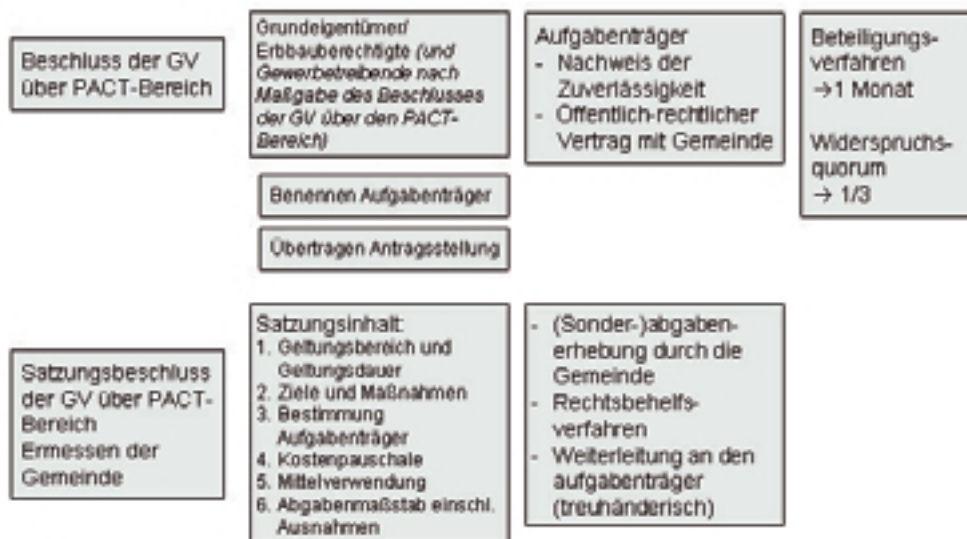 Beschluss der GV
über PACT-Bereich
Grundeigentümer/
Erbbauberechtigte (und
Gewerbetreibende nach
Maßgabe des Beschlusses
der GV über den PACT-
Bereich)
Benennen Aufgabenträger
Übertragen Antragsstellung
Aufgabenträger
- Nachweis der
Zuverlässigkeit
- Öffentlich-rechtlicher
Vertrag mit Gemeinde
Beteiligungs-
verfahren
→1 Monat
Widerspruchs-
quorum
→ 1/3
Satzungsbeschluss
der GV über PACT-
Bereich
Ermessen der
Gemeinde
Satzungsinhalt:
1. Geltungsbereich und
Geltungsdauer
2. Ziele und Maßnahmen
3. Bestimmung
Aufgabenträger
4. Kostenpauschale
5. Mittelverwendung
6. Abgabenmaßstab einschl.
Ausnahmen
- (Sonder-)abgaben-
erhebung durch die
Gemeinde
- Rechtsbehelfs-
verfahren
- Weiterleitung an den
aufgabenträger
(treuhänderisch)